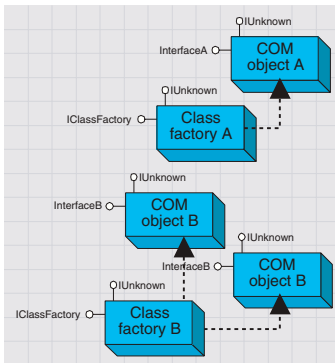 IUnknown
InterfaceA
COM
object A
IUnknown
IClassFactory
Class
factory A
IUnknown
InterfaceB
COM
object B
IUnknown
InterfaceB
COM
object B
IUnknown
IClassFactory
Class
factory B